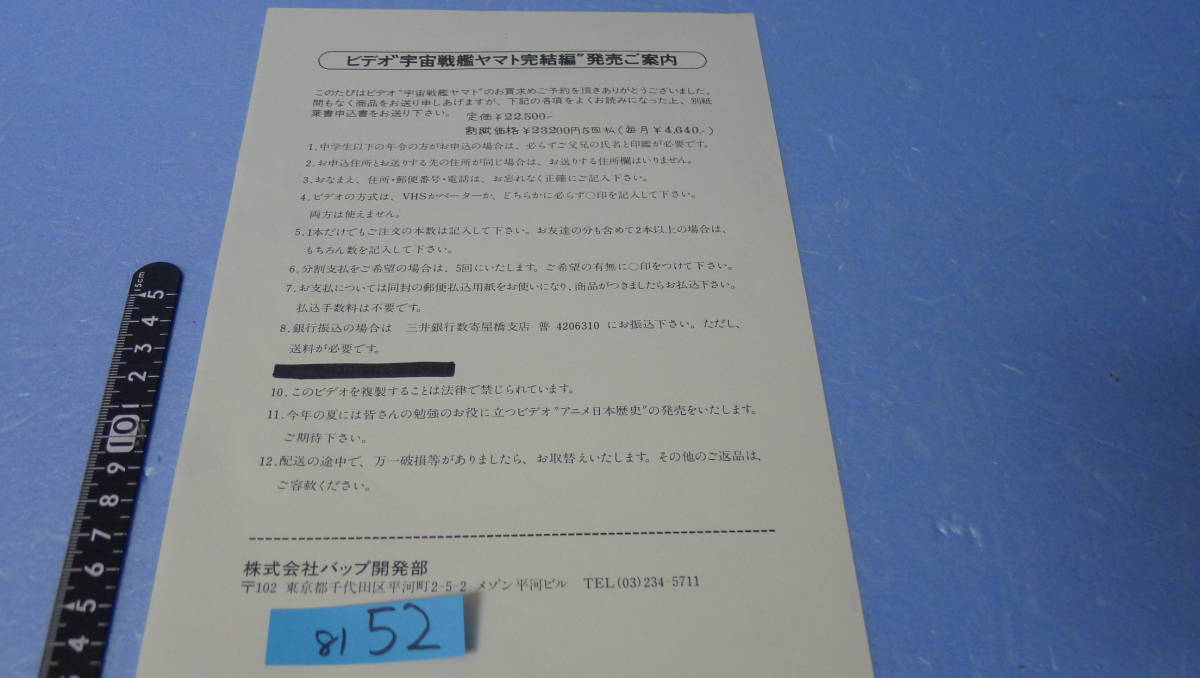 ビデオ"宇宙戦艦ヤマト完結編"発売ご案内
このたびはビデオ"宇宙戦艦ヤマト"のお買求めご予約を頂きありがとうございました。
間もなく商品をお送り申しあげますが、下記の各項をよくお読みになった上、別紙
葉書申込書をお送り下さい。 定価¥22.500-
割賦価格¥23200円5回払(毎月¥4,640.-)
1.中学生以下の年令の方がお申込の場合は、必らずご父兄の氏名と印鑑が必要です。
2.お申込住所とお送りする先の住所が同じ場合は、お送りする住所欄はいりません。
3.おなまえ、住所・郵便番号・電話は、お忘れなく正確にご記入下さい。
4.ビデオの方式は、VHSかベーターか、どちらかに必らず○印を記入して下さい。
両方は使えません。
5.1本だけでもご注文の本数は記入して下さい。お友達の分も含めて2本以上の場合は、
もちろん数を記入して下さい。
6.分割支払をご希望の場合は、5回にいたします。ご希望の有無に○印をつけて下さい。
7.お支払については同封の郵便払込用紙をお使いになり、商品がつきましたらお払込下さい。
払込手数料は不要です。
8.銀行振込の場合は 三井銀行数寄屋橋支店 普 4206310 にお振込下さい。ただし、
送料が必要です。
10.このビデオを複製することは法律で禁じられています。
11.今年の夏には皆さんの勉強のお役に立つビデオ"アニメ日本歴史"の発売をいたします。
ご期待下さい。
12.配送の途中で、万一破損等がありましたら、お取替えいたします。その他のご返品は、
ご容赦ください。
株式会社バップ開発部
〒102 東京都千代田区平河町2-5-2 メゾン平河ビル TEL(03)234-5711
81 52
15cm
5
4
3
2
1
10
9
8
7
6
5
4